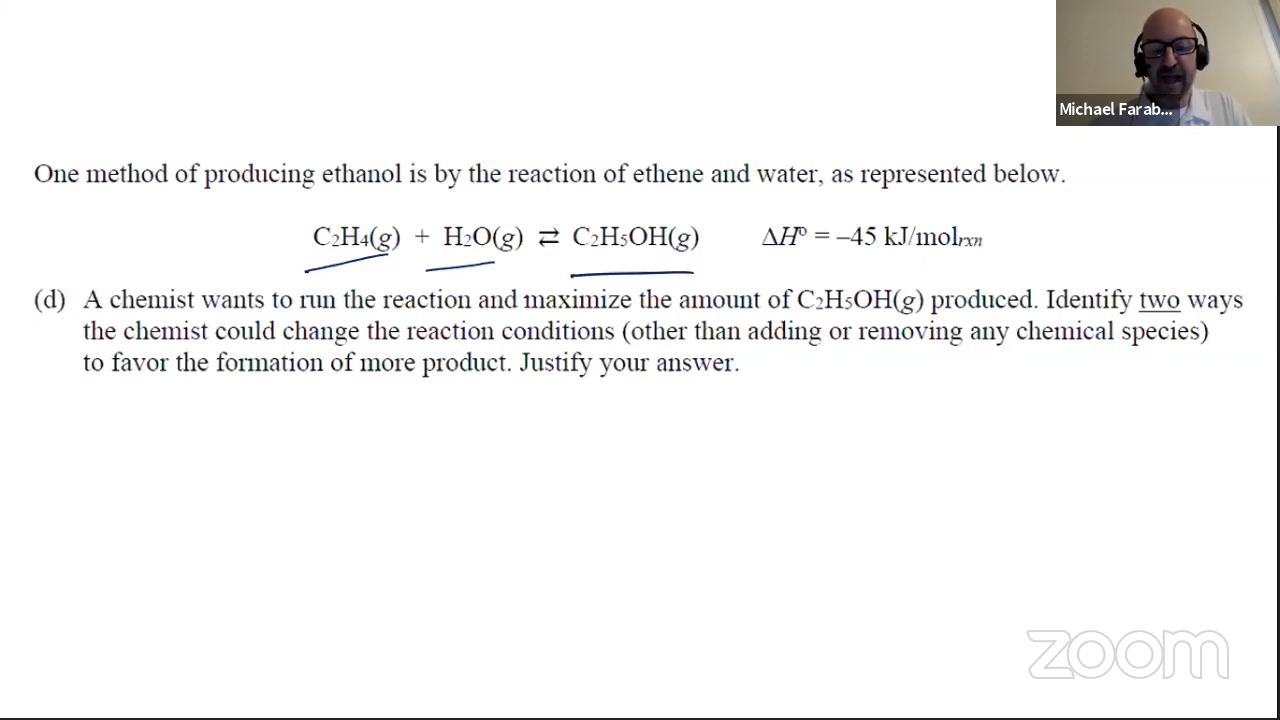 Michael Farab...
One method of producing ethanol is by the reaction of ethene and water, as represented below.
C₂H₄(g) + H₂O(g) ⇄ C₂H₅OH(g) ΔH° = –45 kJ/molrxn
(d) A chemist wants to run the reaction and maximize the amount of C₂H₅OH(g) produced. Identify two ways
the chemist could change the reaction conditions (other than adding or removing any chemical species)
to favor the formation of more product. Justify your answer.
zoom